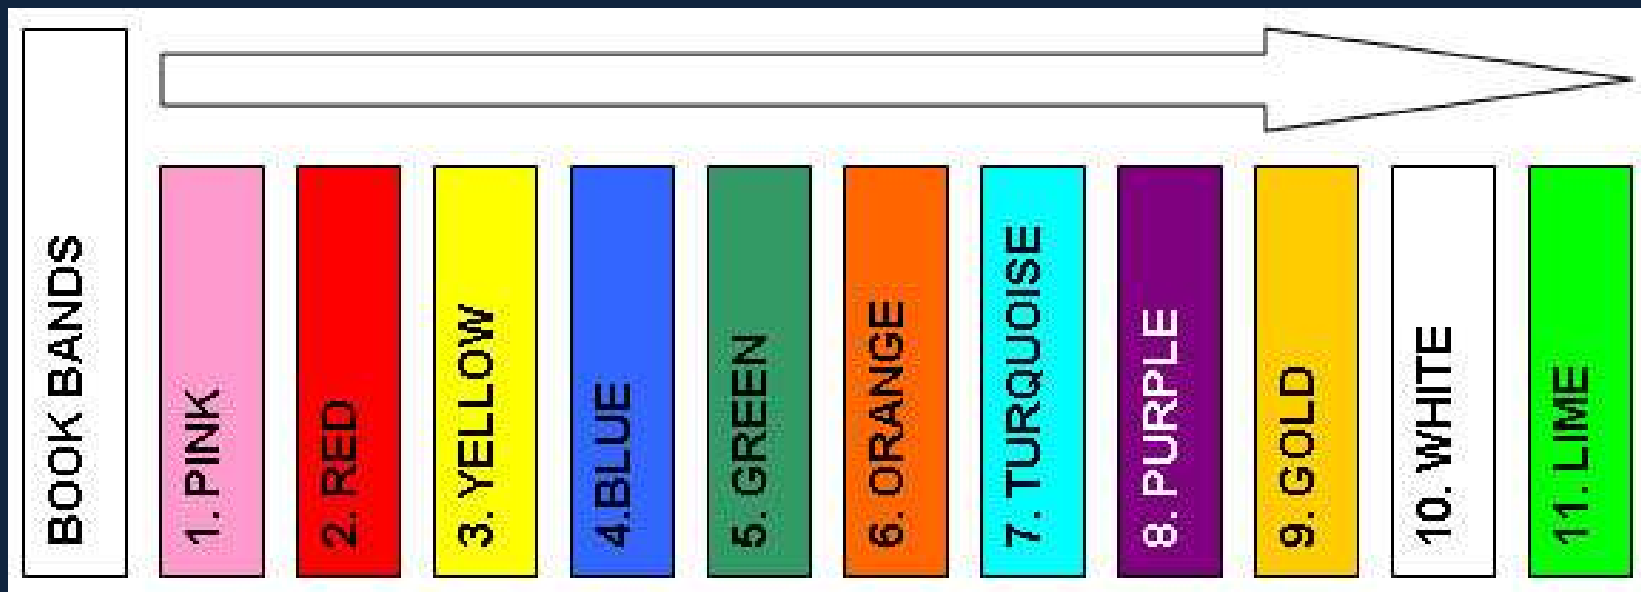 BOOK BANDS
1. PINK
2. RED
3. YELLOW
4.BLUE
5. GREEN
6. ORANGE
7. TURQUOISE
8. PURPLE
9. GOLD
10. WHITE
11. LIME